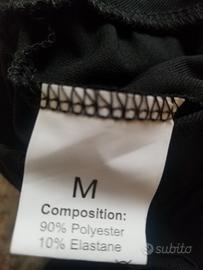 M
Composition:
90% Polyester
10% Elastane
subito